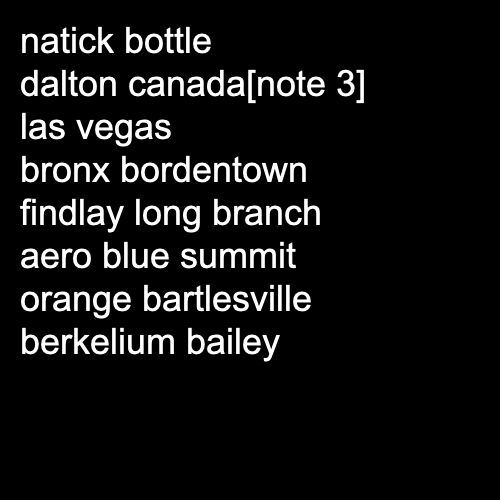 natick bottle
dalton canada[note 3]
las vegas
bronx bordentown
findlay long branch
aero blue summit
orange bartlesville
berkelium bailey